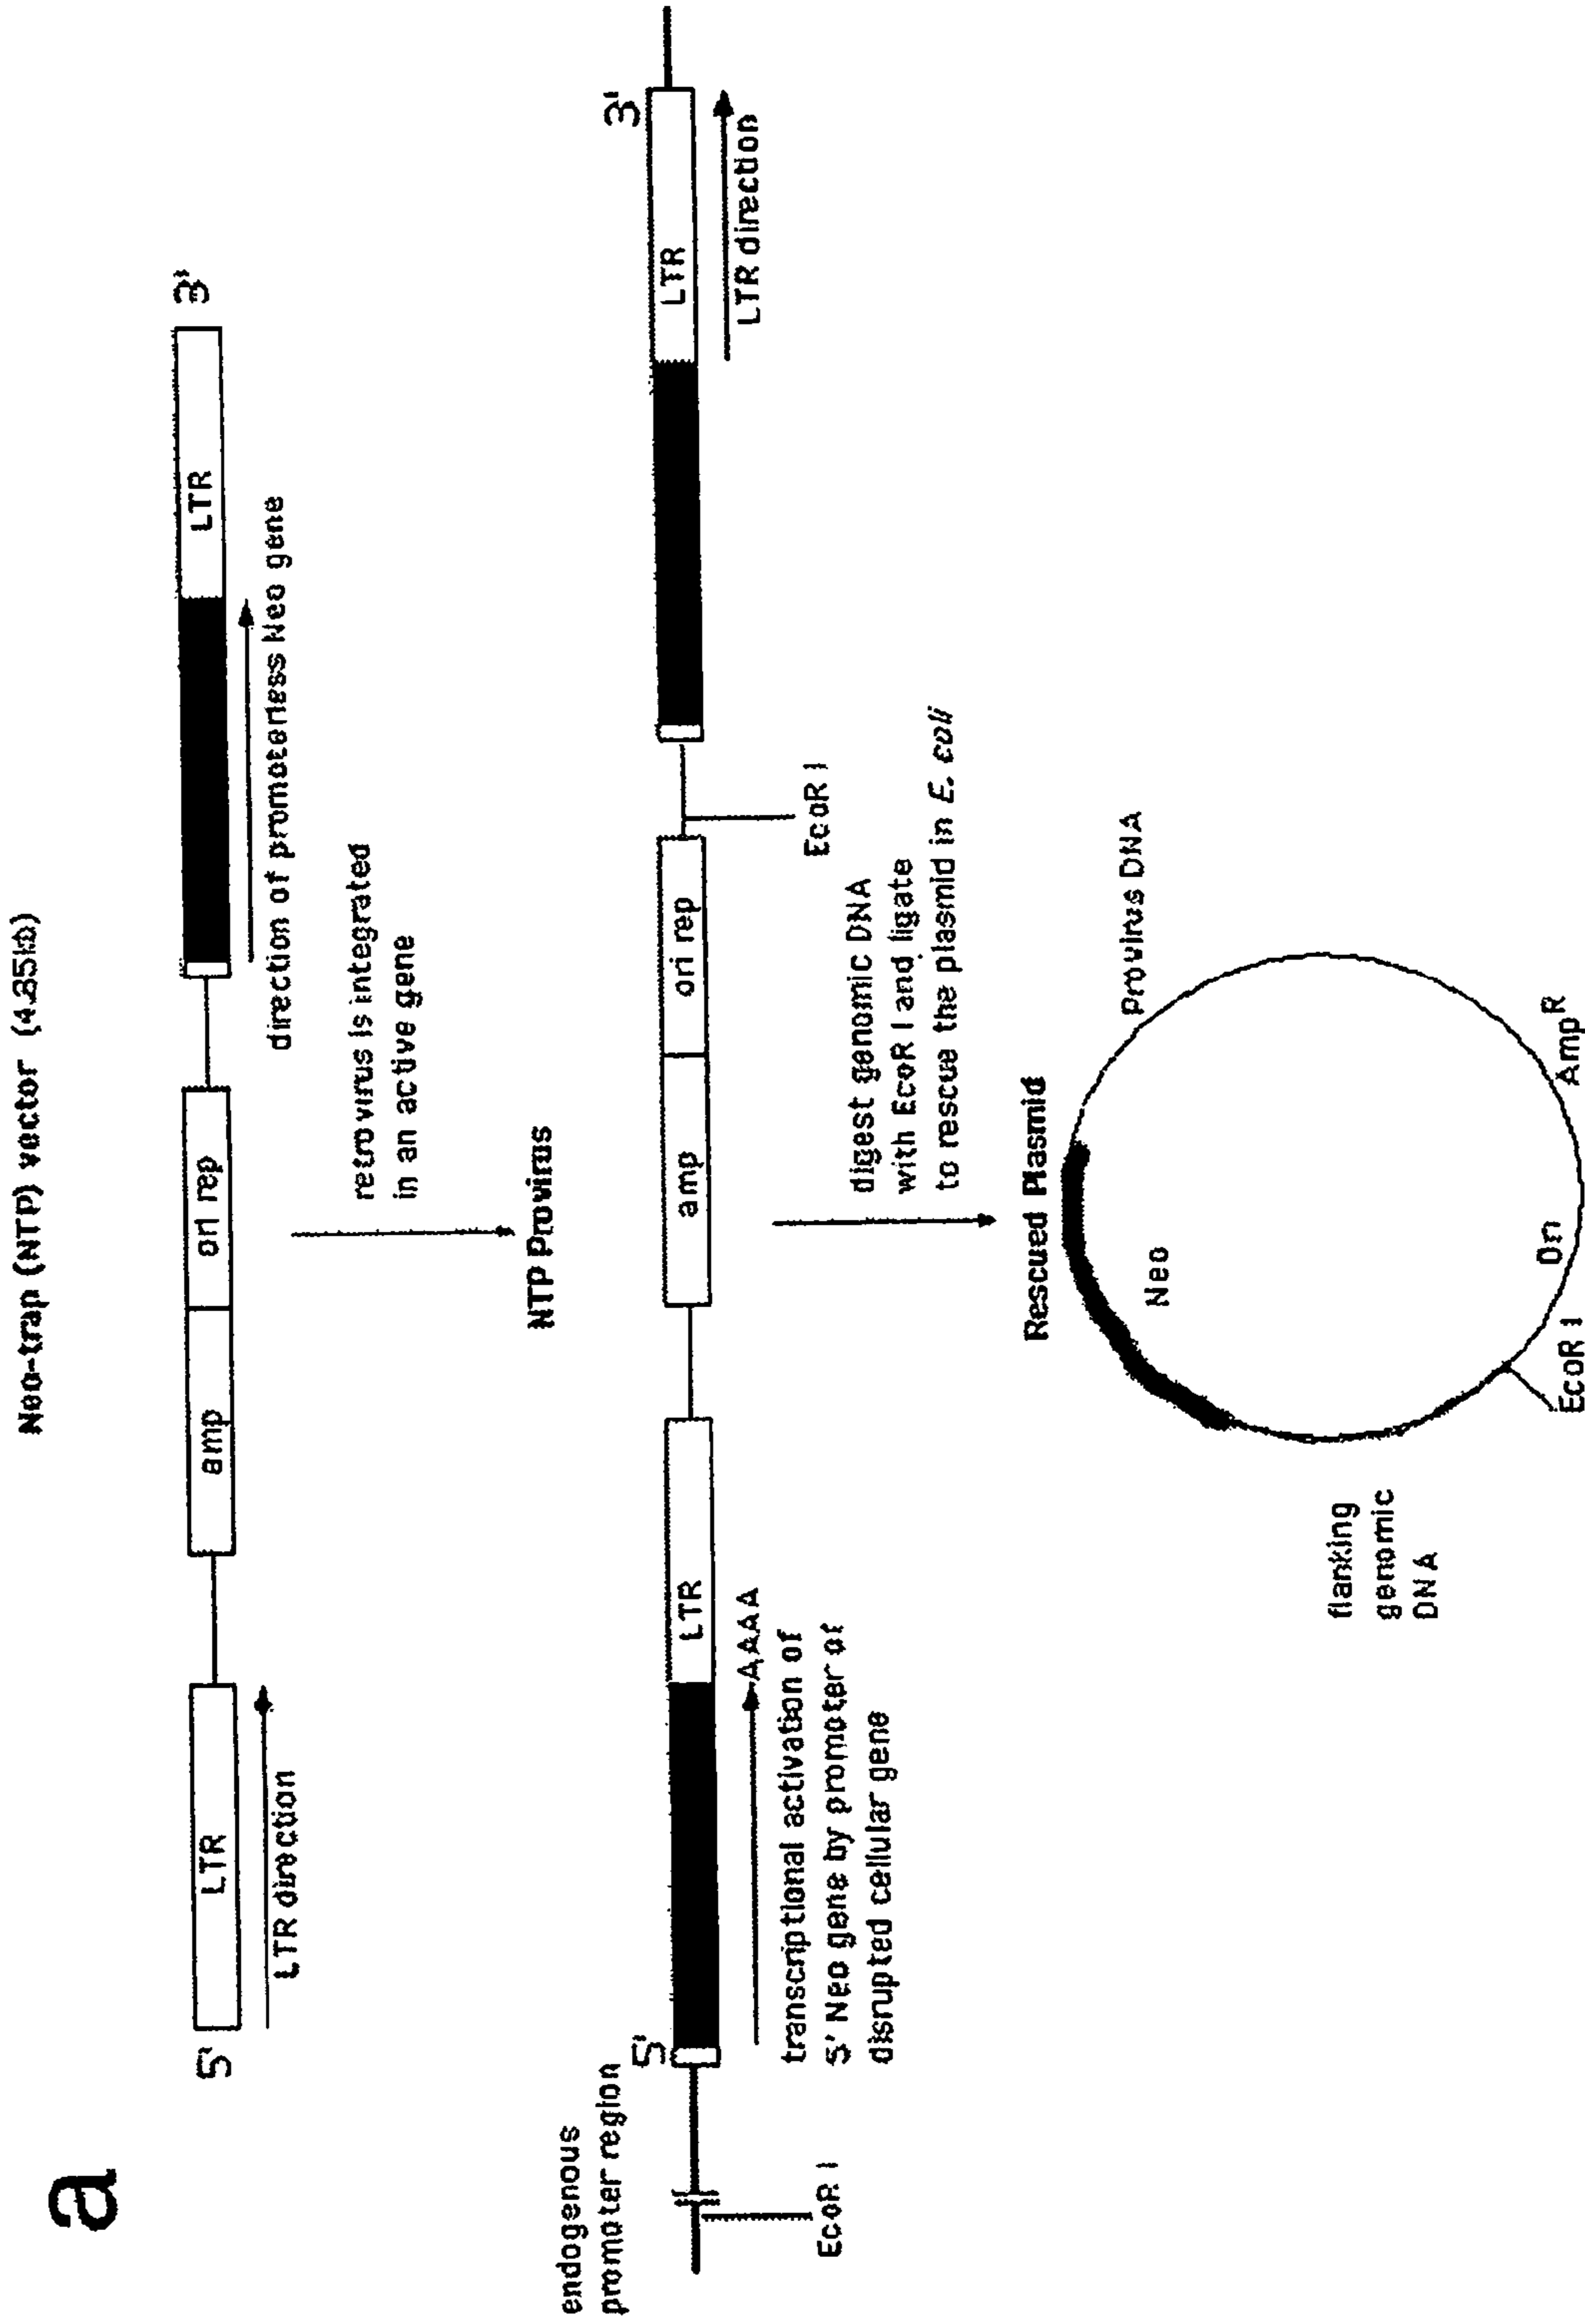 a
Neo-trap (NTP) vector (4.85kb)
5'
LTR
amp
ori rep
LTR
3'
LTR direction
direction of promoterless Neo gene
retrovirus is integrated
in an active gene
NTP Provirus
endogenous
promoter region
5'
LTR
amp
ori rep
LTR
3'
EcoR I
AAAA
EcoR I
LTR direction
transcriptional activation of
5' Neo gene by promoter of
disrupted cellular gene
digest genomic DNA
with EcoR I and ligate
to rescue the plasmid in E. coli
Rescued Plasmid
Neo
Provirus DNA
flanking
genomic
DNA
EcoR I
Ori
Amp R